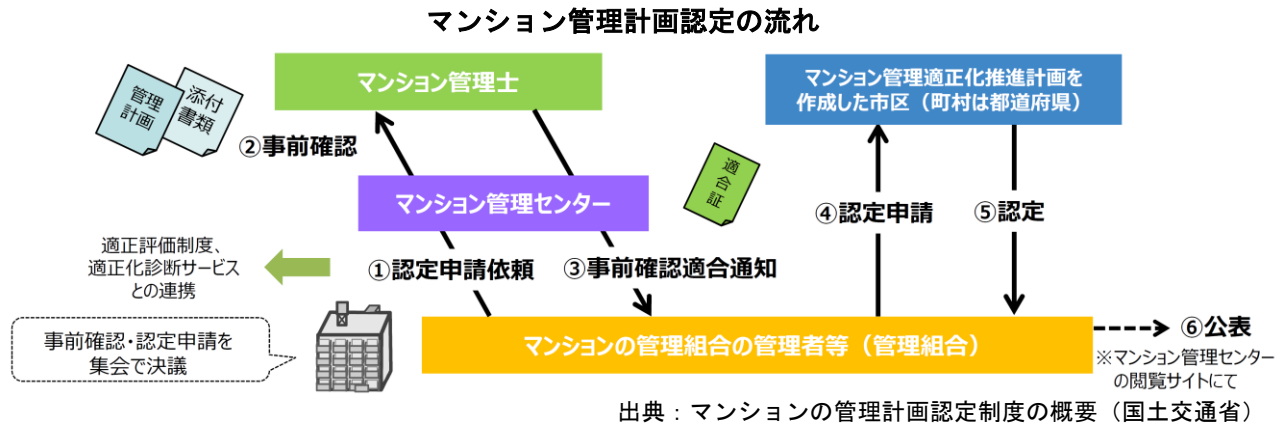 マンション管理計画認定の流れ
管理
計画
添付
書類
マンション管理士
マンション管理適正化推進計画を
作成した市区（町村は都道府県）
②事前確認
適合証
マンション管理センター
④認定申請
⑤認定
適正評価制度、
適正化診断サービス
との連携
①認定申請依頼
③事前確認適合通知
事前確認・認定申請を
集会で決議
マンションの管理組合の管理者等（管理組合）
⑥公表
※マンション管理センター
の閲覧サイトにて
出典：マンションの管理計画認定制度の概要（国土交通省）